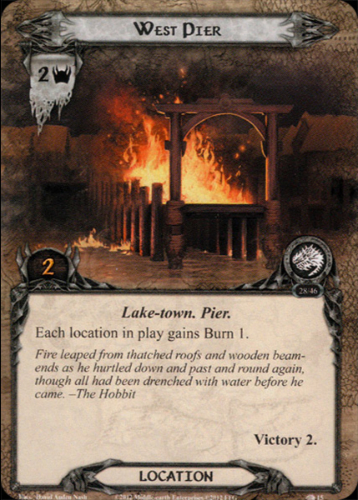 WEST PIER
2
2
28/46
Lake-town. Pier.
Each location in play gains Burn 1.
Fire leaped from thatched roofs and wooden beam-
ends as he hurtled down and past and round again,
though all had been drenched with water before he
came. –The Hobbit
Victory 2.
LOCATION